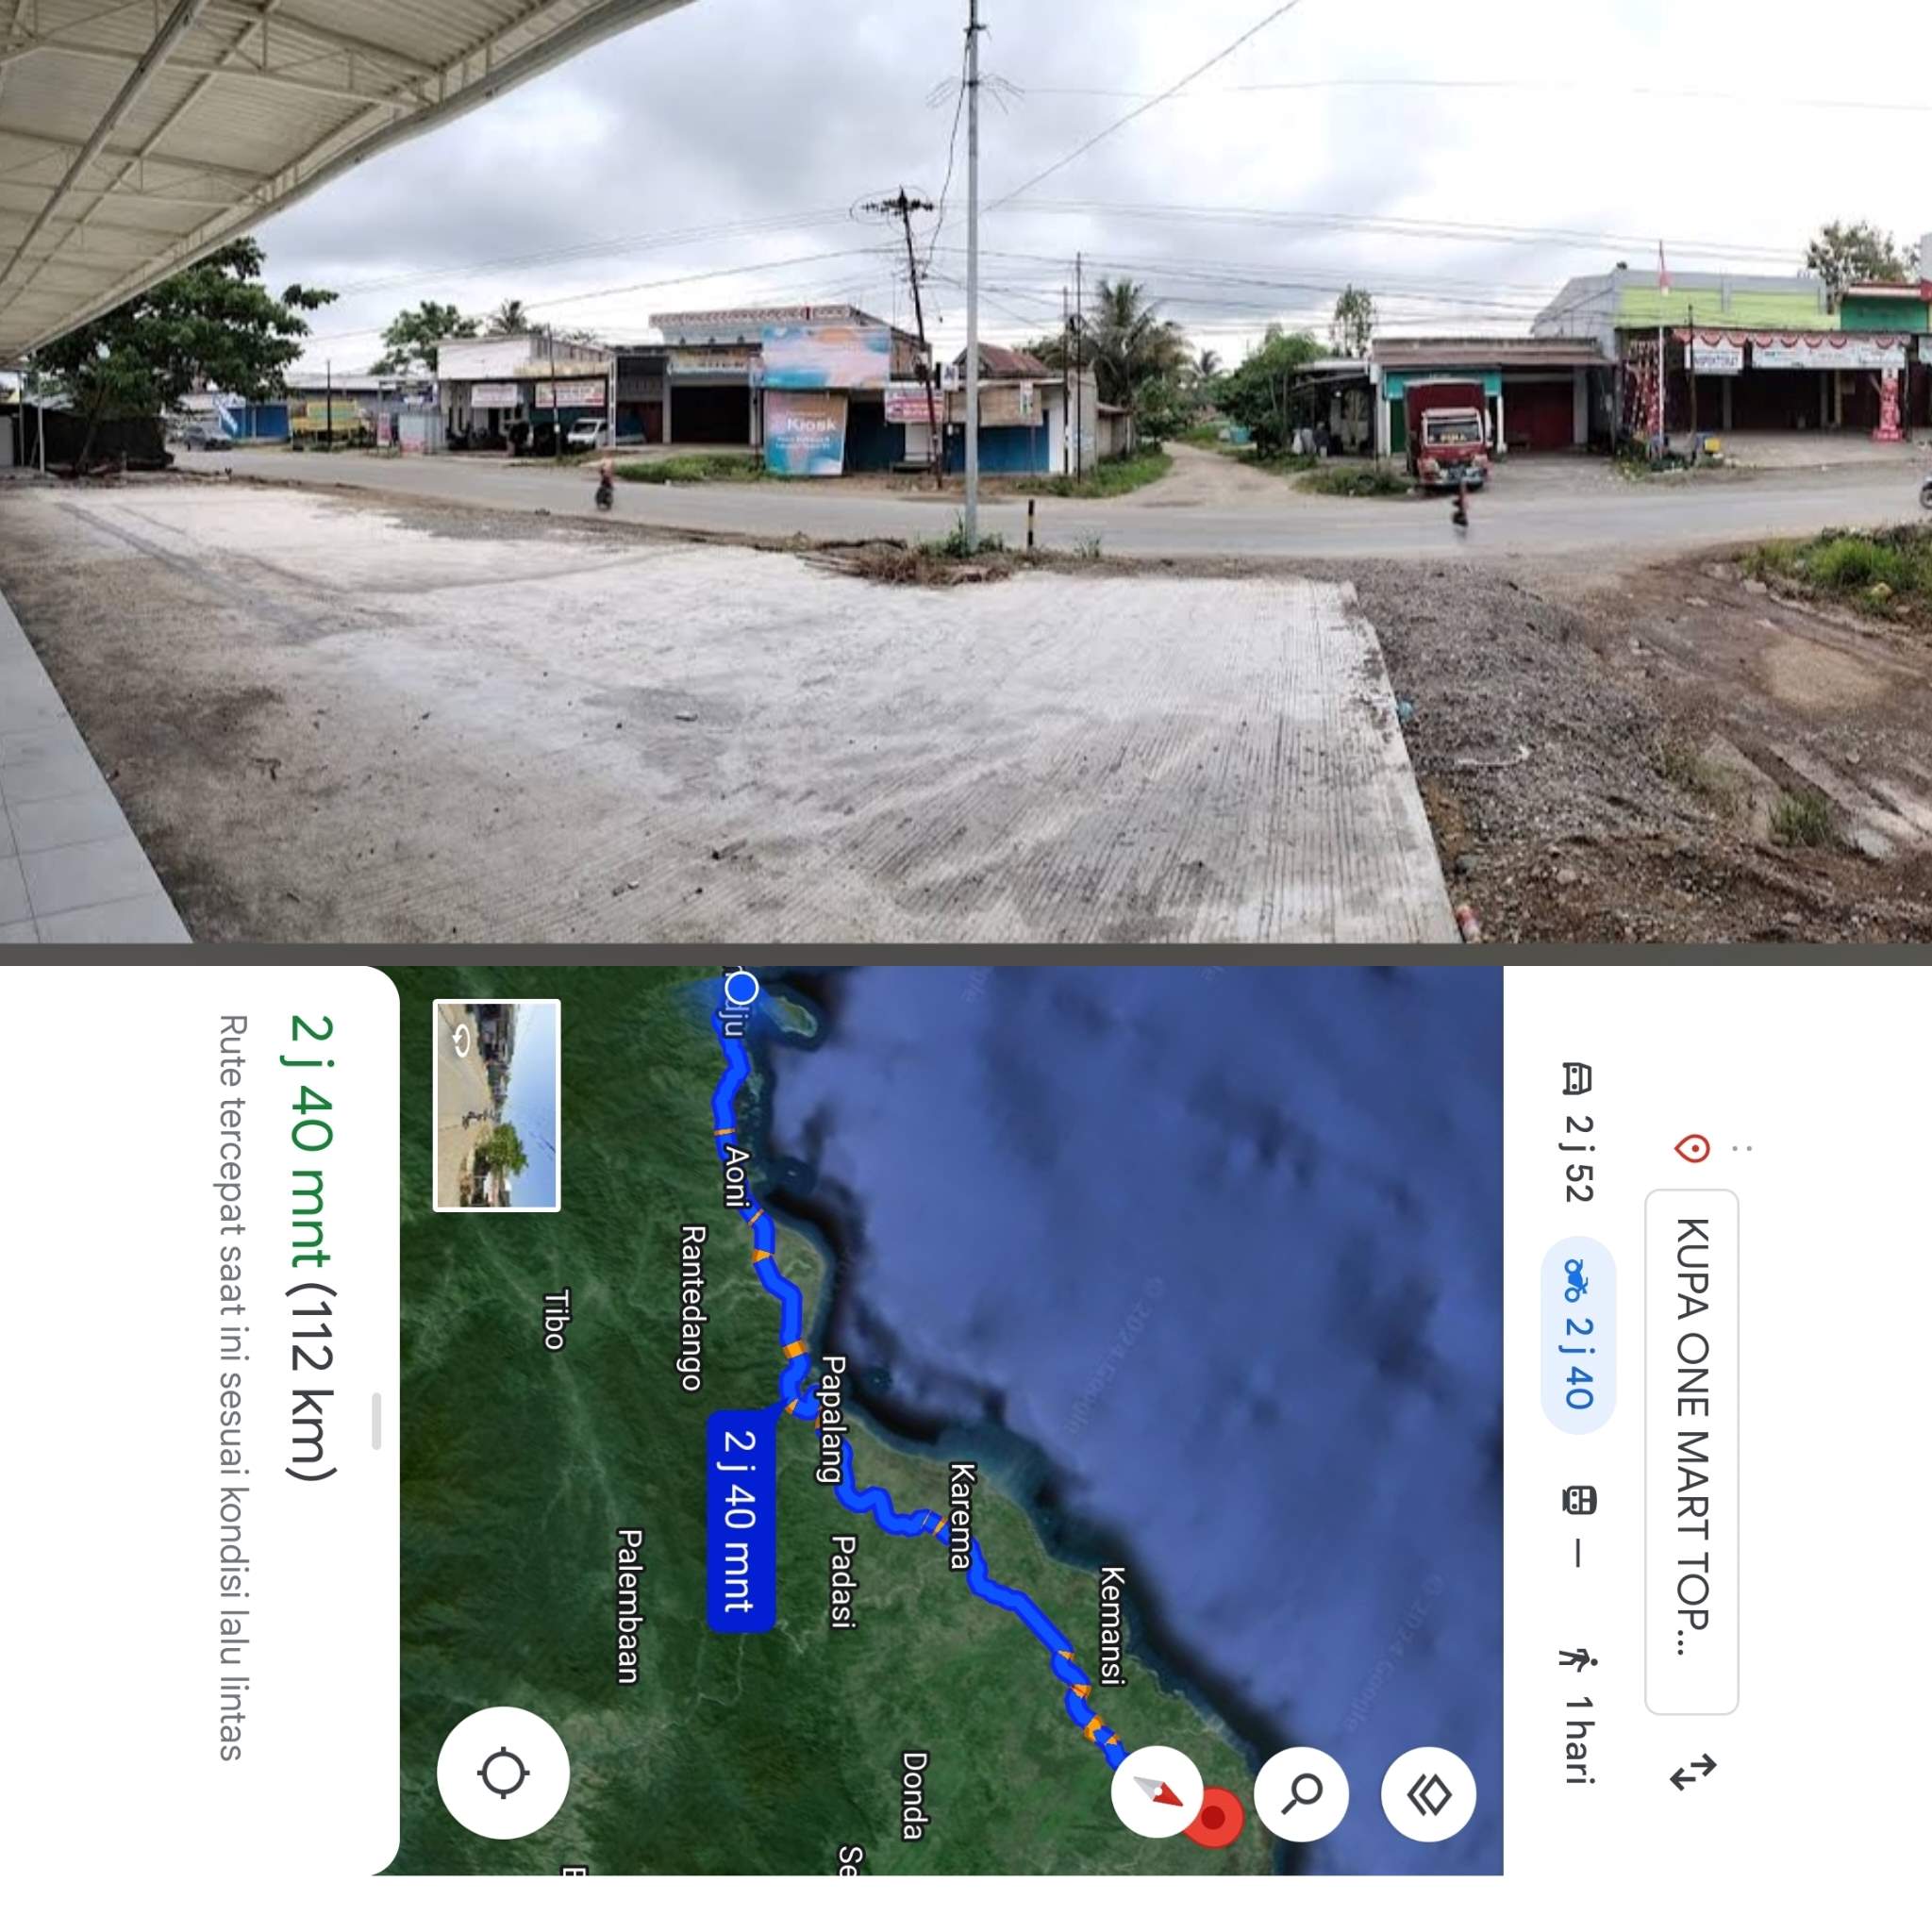 Kiosk
KUPA ONE MART TOP...
2 j 52
2 j 40
—
1 hari
Kemansi
Karema
Papalang
Padasi
Donda
Se
Aoni
Rantedango
Palembaan
Tibo
2 j 40 mnt
2 j 40 mnt (112 km)
Rute tercepat saat ini sesuai kondisi lalu lintas